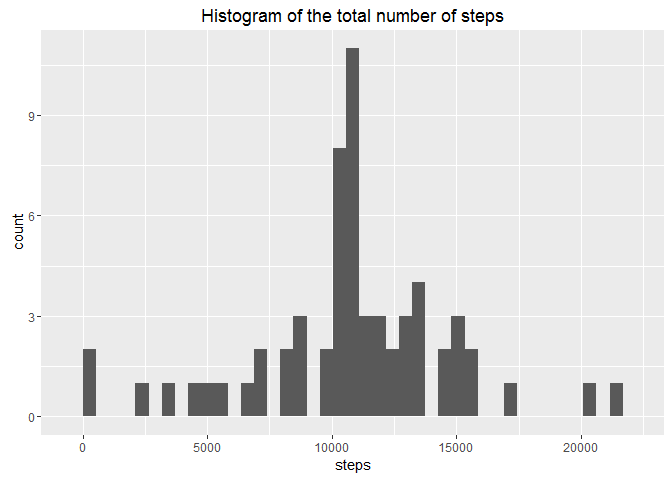 Histogram of the total number of steps
count
9
6
3
0
0 5000 10000 15000 20000
steps